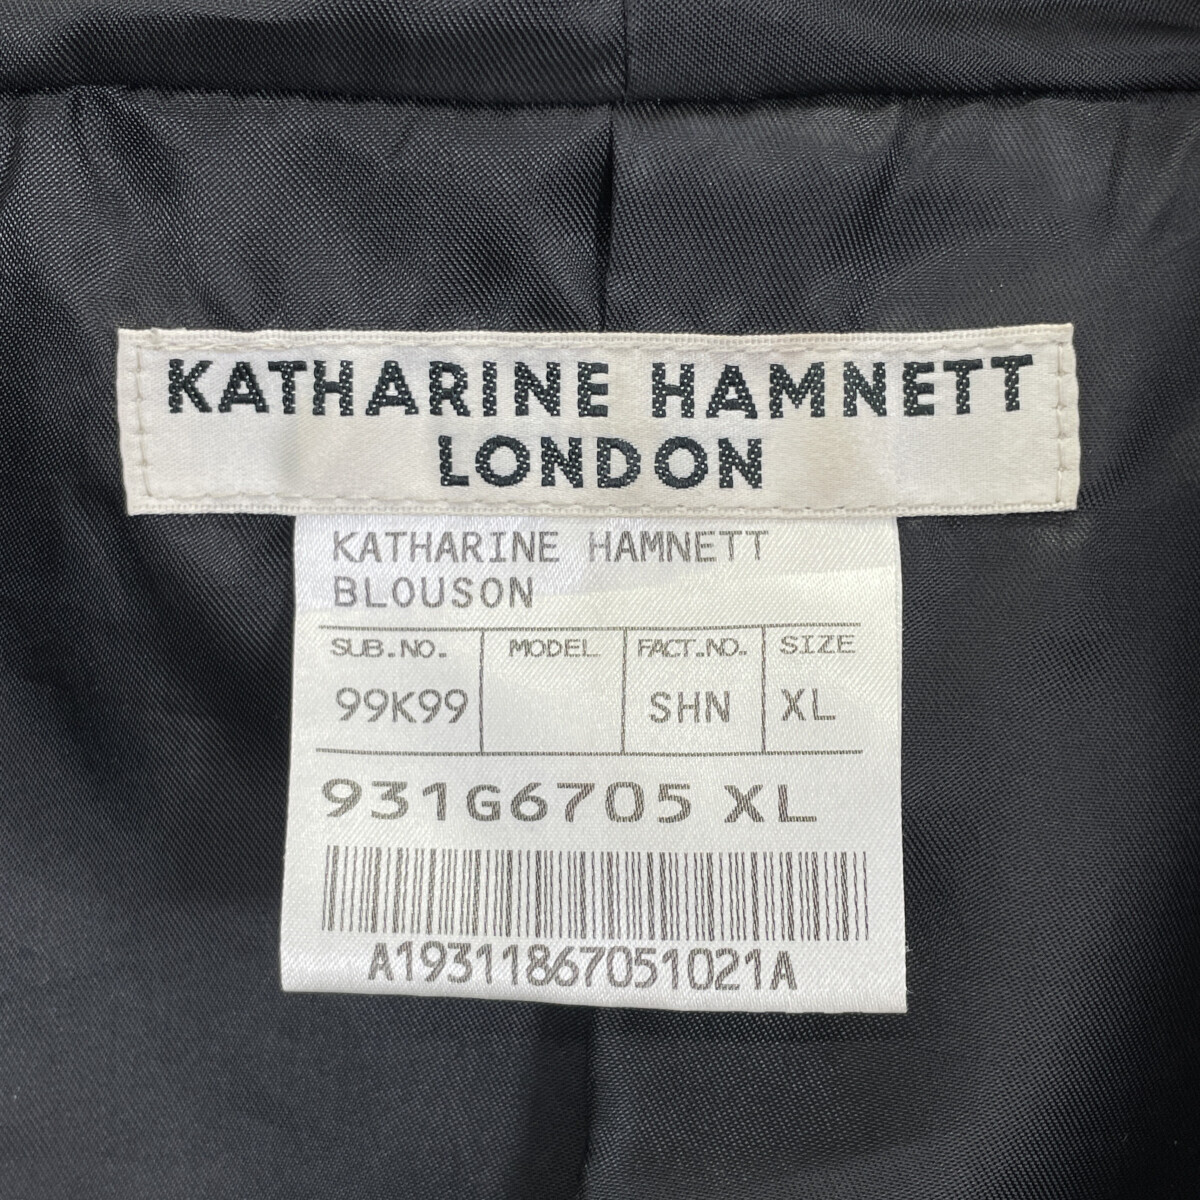 KATHARINE HAMNETT
LONDON
KATHARINE HAMNETT
BLOUSON
SUB.NO. MODEL FACT.NO. SIZE
99K99 SHN XL
931G6705 XL
A19311867051021A